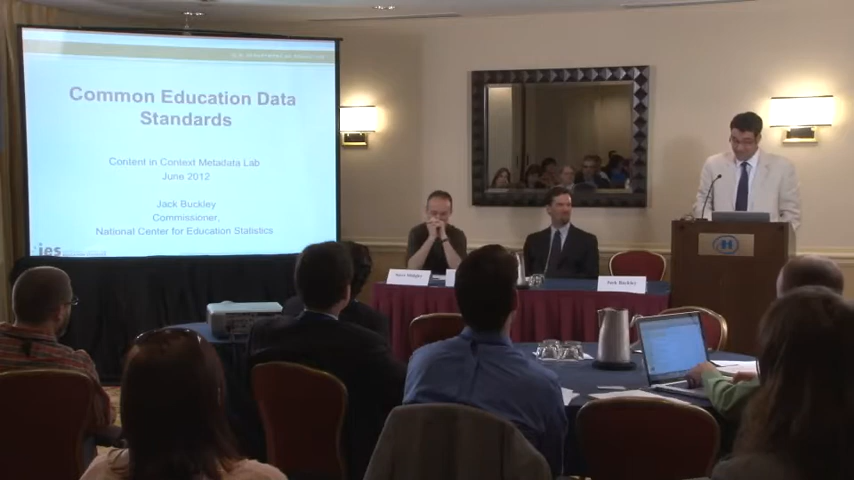 Common Education Data
Standards
Content in Context Metadata Lab
June 2012
Jack Buckley
Commissioner,
National Center for Education Statistics
ies
Jack Buckley